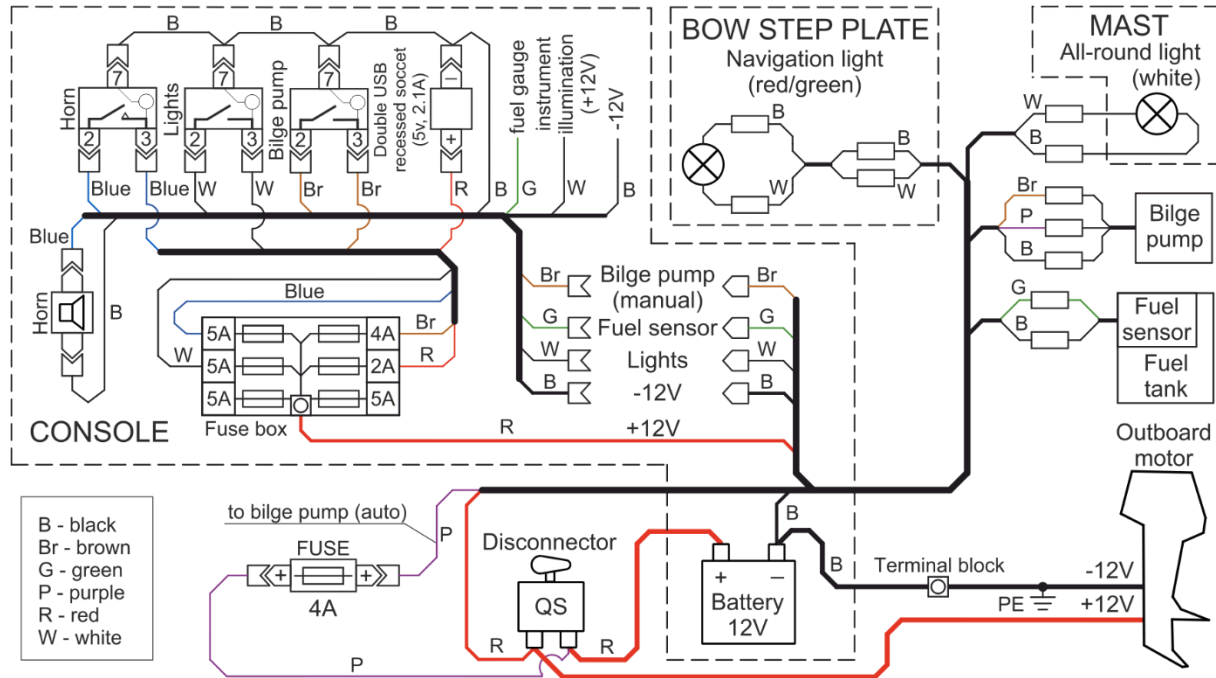 B
B
B
7
7
7
–
Horn
Lights
Bilge pump
Double USB
recessed soccet
(5v, 2.1A)
2
3
2
3
2
3
+
Blue
Blue
W
W
Br
Br
R
B
G
W
B
fuel gauge
instrument
illumination
(+12V)
-12V
BOW STEP PLATE
Navigation light
(red/green)
B
W
B
W
MAST
All-round light
(white)
W
B
Br
P
B
Bilge
pump
G
B
Fuel
sensor
Fuel
tank
Blue
Horn
B
Blue
W
5A
5A
5A
4A
2A
5A
Br
R
Fuse box
CONSOLE
Br
Bilge pump
(manual)
Br
G
Fuel sensor
G
W
Lights
W
B
-12V
B
R
+12V
Outboard
motor
B - black
Br - brown
G - green
P - purple
R - red
W - white
to bilge pump (auto)
P
FUSE
+
+
4A
P
Disconnector
QS
R
R
B
+
–
Battery
12V
B
Terminal block
PE
-12V
+12V